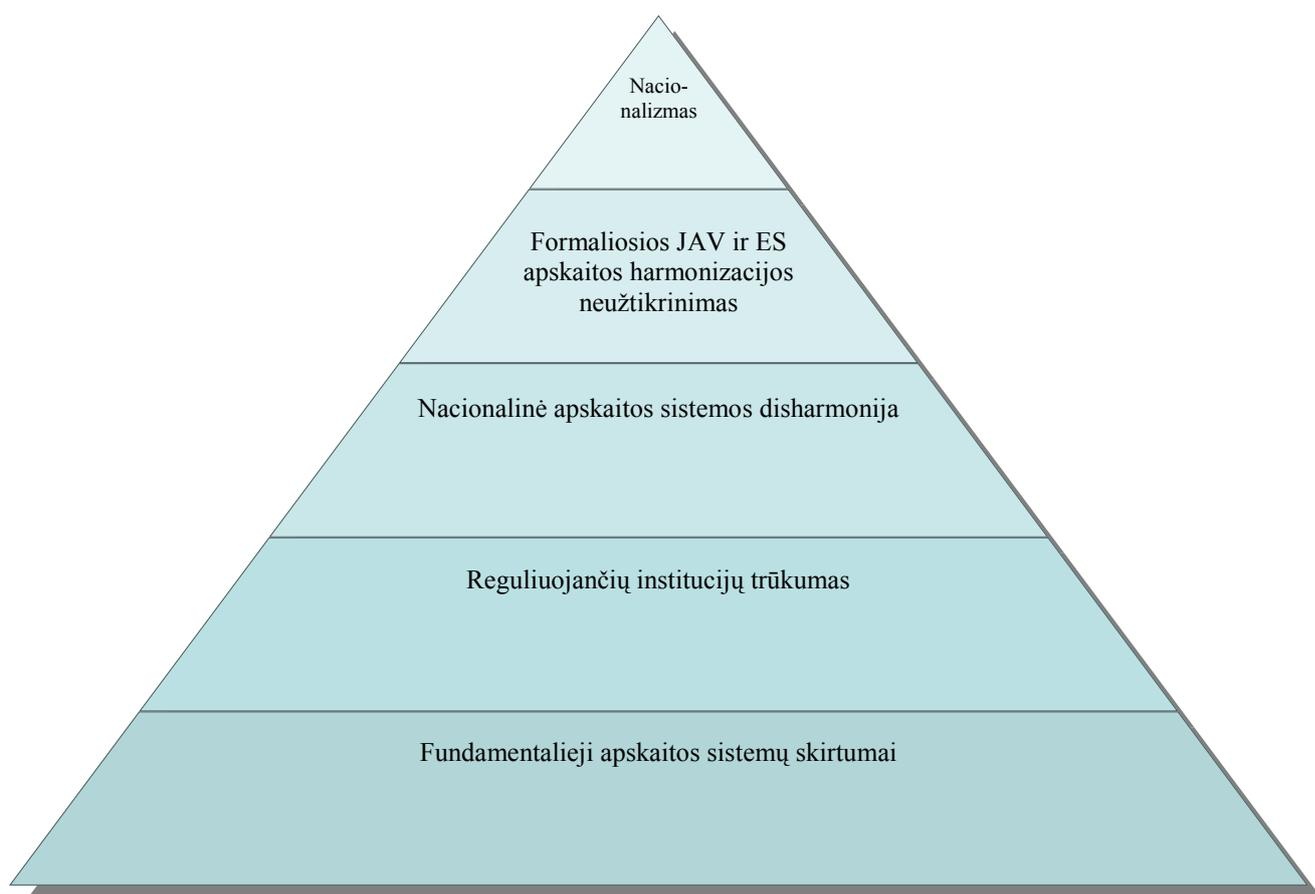 Nacio-
nalizmas
Formaliosios JAV ir ES
apskaitos harmonizacijos
neužtikrinimas
Nacionalinė apskaitos sistemos disharmonija
Reguliuojančių institucijų trūkumas
Fundamentalieji apskaitos sistemų skirtumai